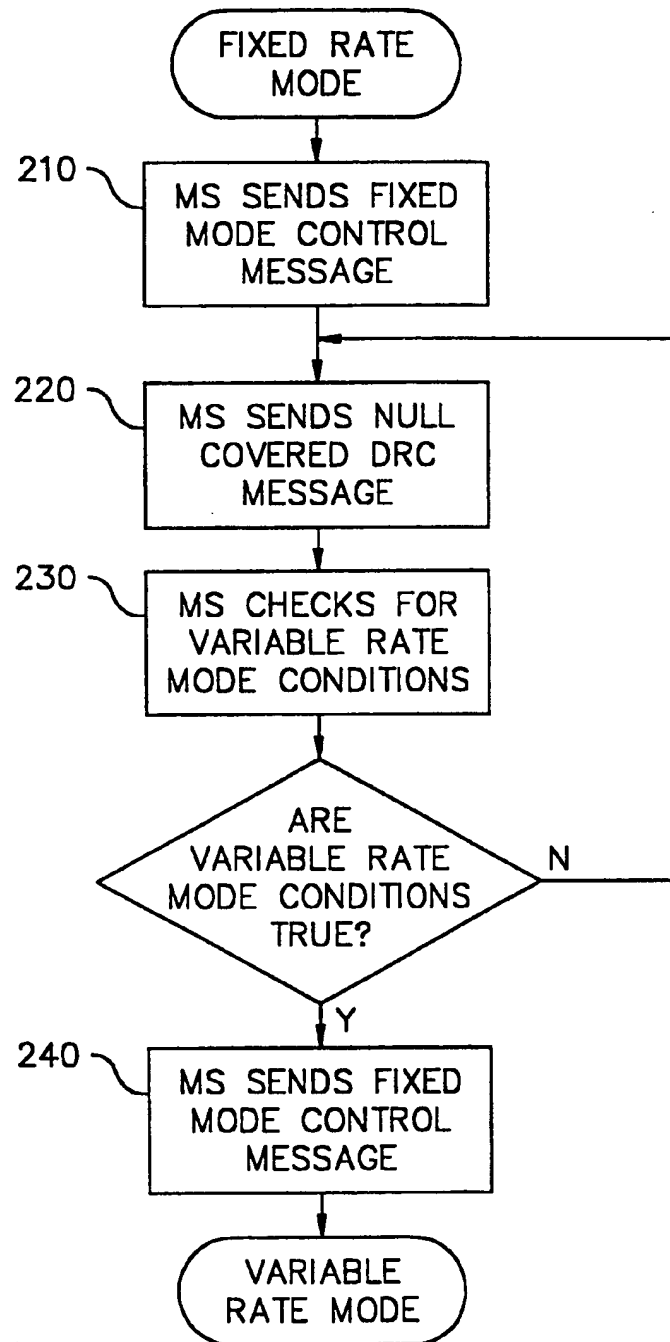 FIXED RATE
MODE
210
MS SENDS FIXED
MODE CONTROL
MESSAGE
220
MS SENDS NULL
COVERED DRC
MESSAGE
230
MS CHECKS FOR
VARIABLE RATE
MODE CONDITIONS
ARE
VARIABLE RATE
MODE CONDITIONS
TRUE?
N
Y
240
MS SENDS FIXED
MODE CONTROL
MESSAGE
VARIABLE
RATE MODE